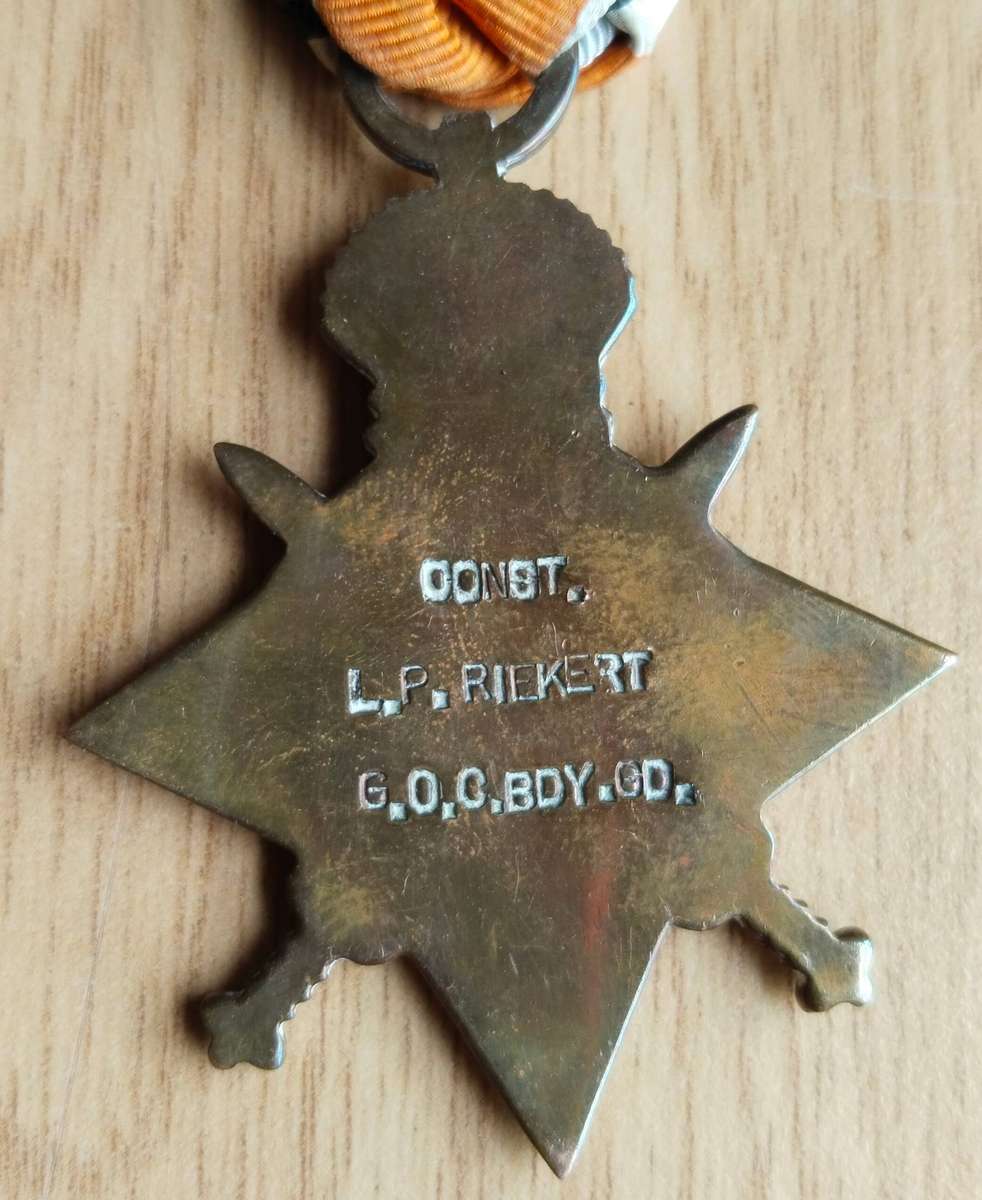 CONST.
L.P. RIEKERT
G.O.C. BDY. GD.